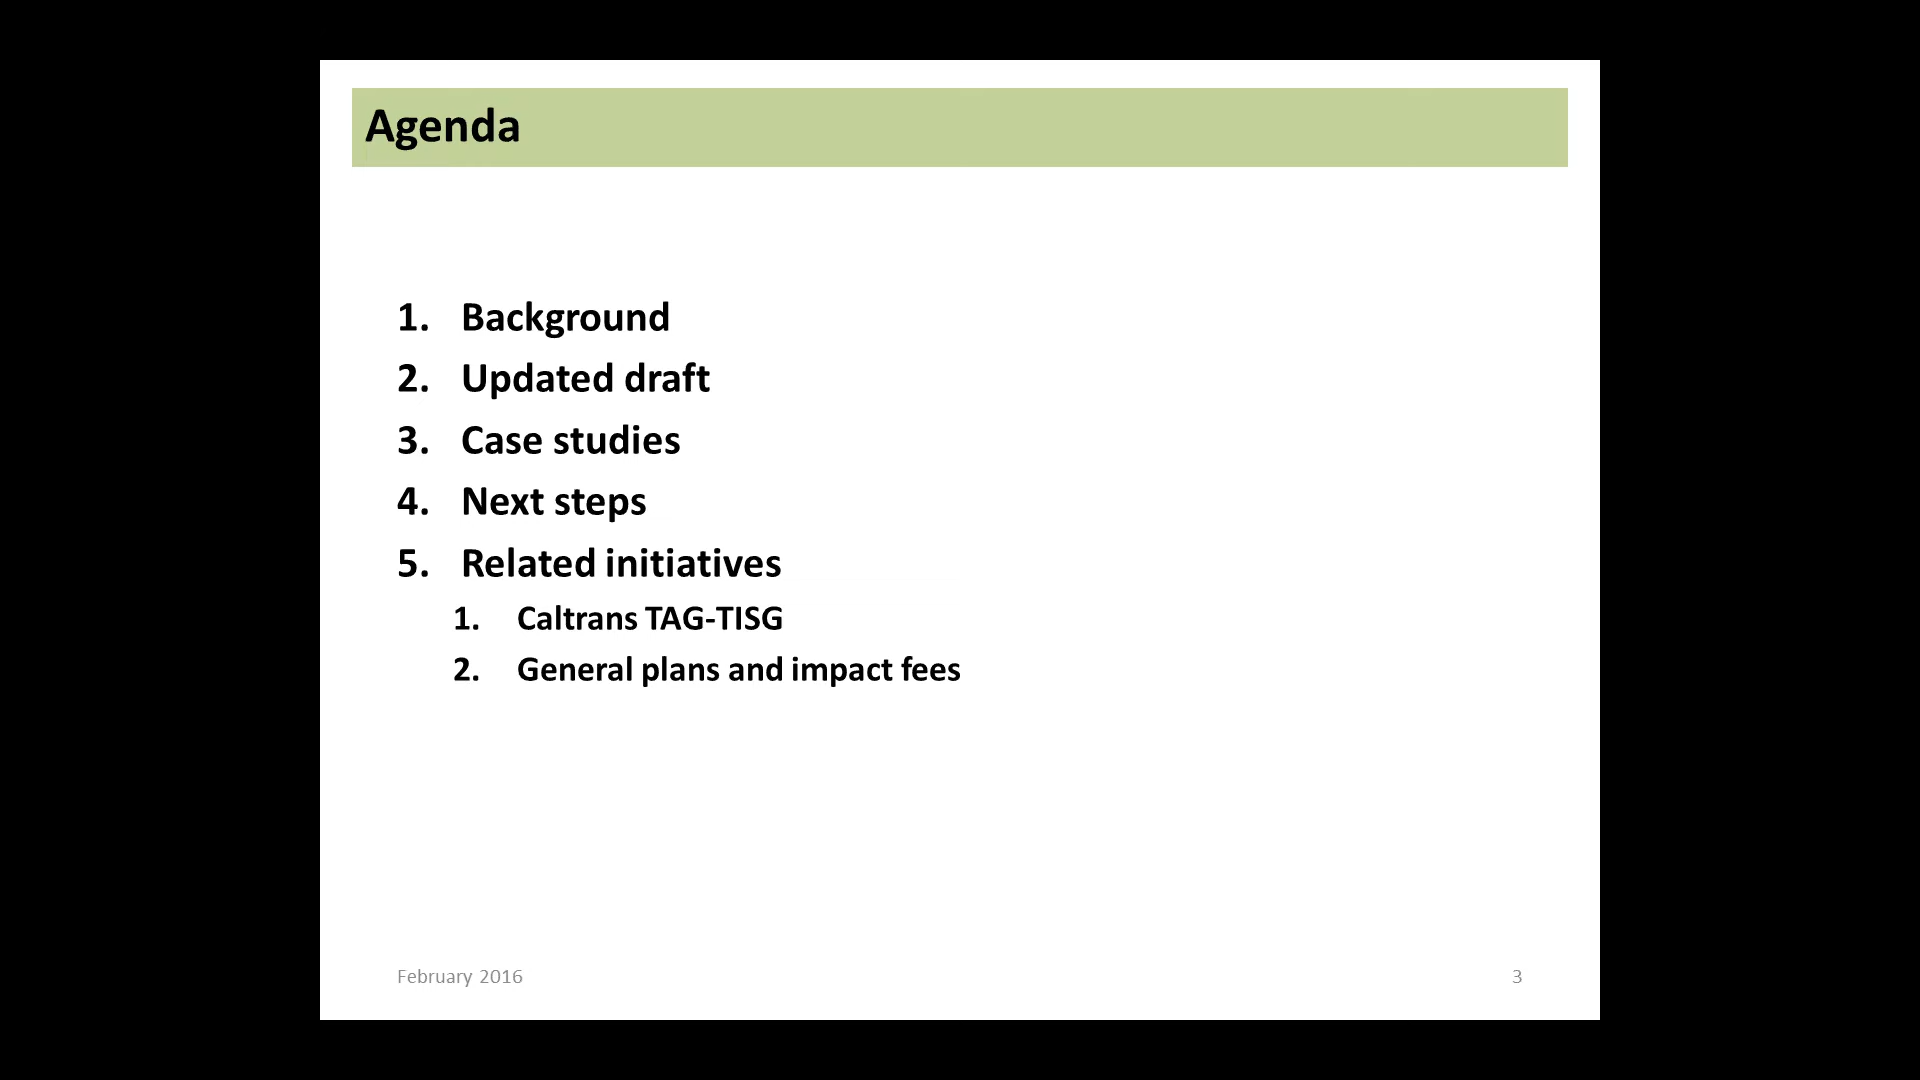 Agenda
1. Background
2. Updated draft
3. Case studies
4. Next steps
5. Related initiatives
1. Caltrans TAG-TISG
2. General plans and impact fees
February 2016
3